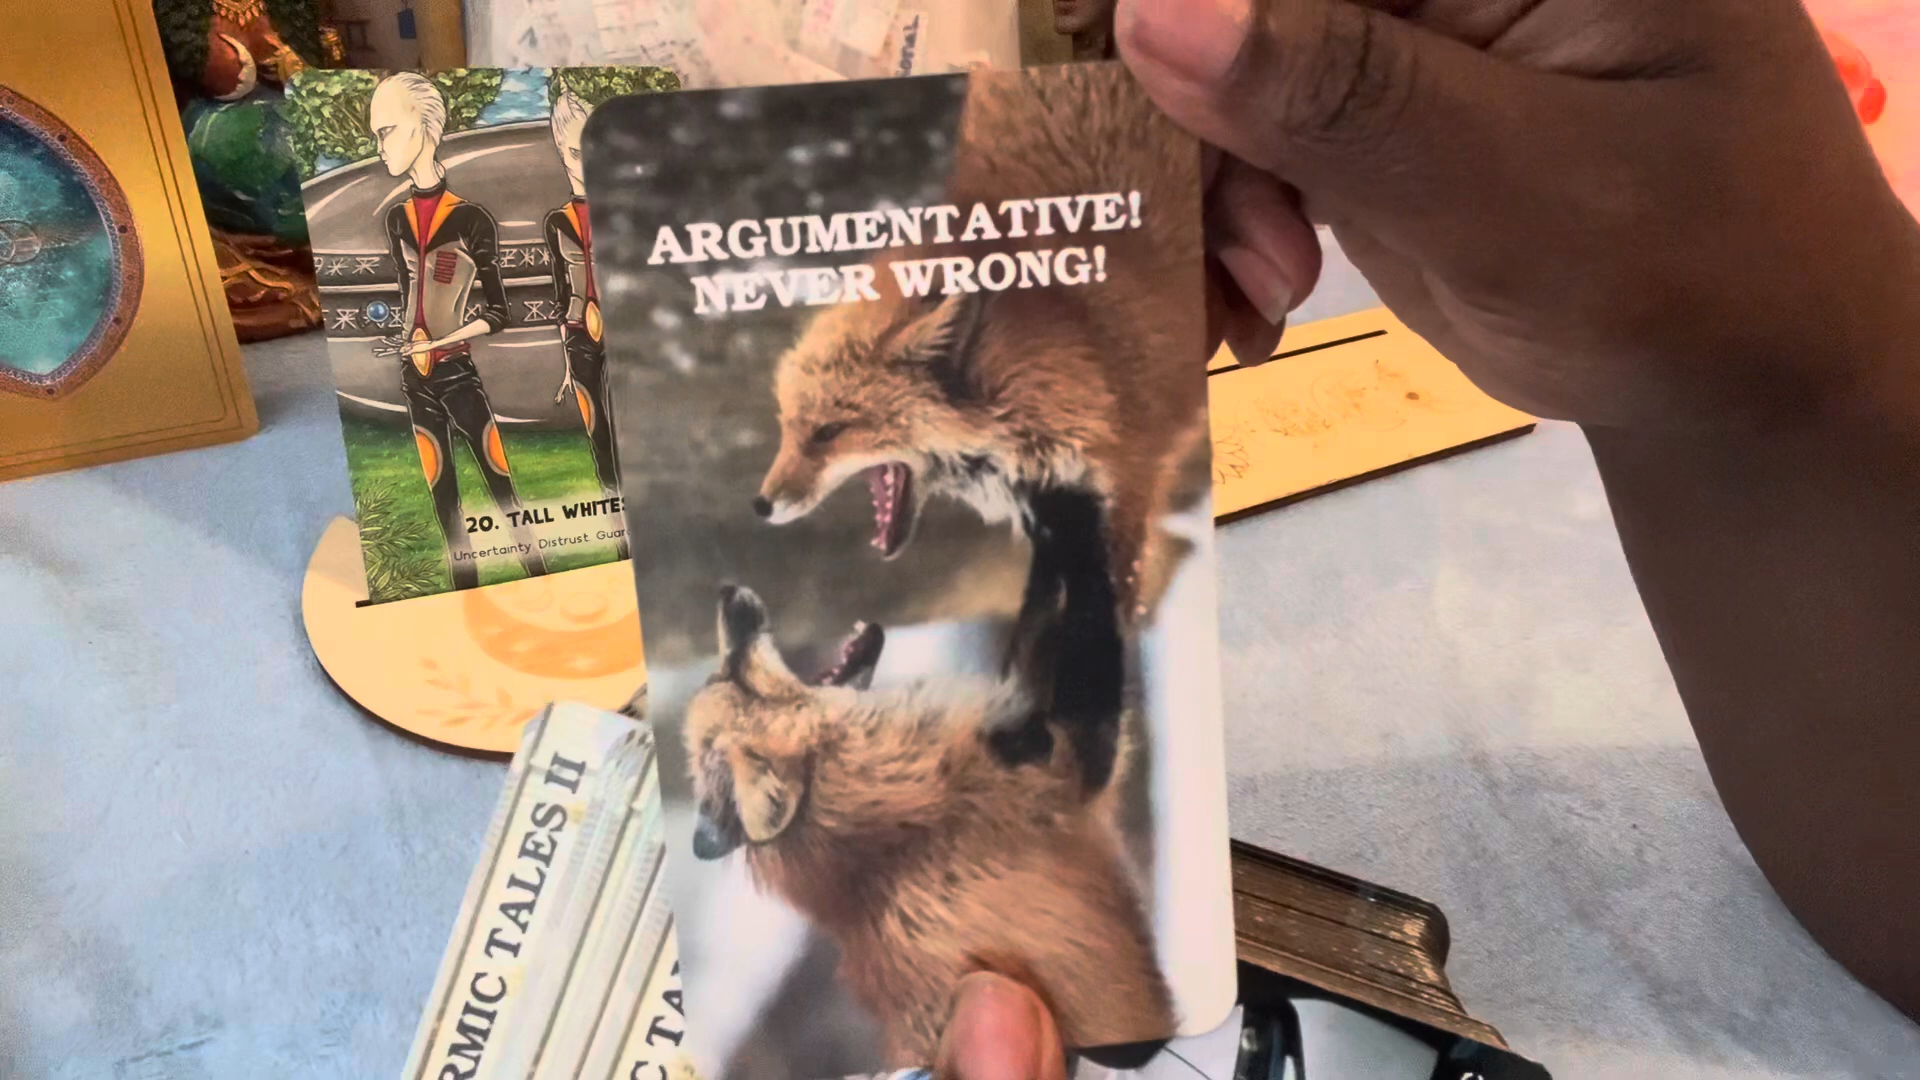 ARGUMENTATIVE!
NEVER WRONG!
20. TALL WHITES
Uncertainty Distrust
RMIC TALES II